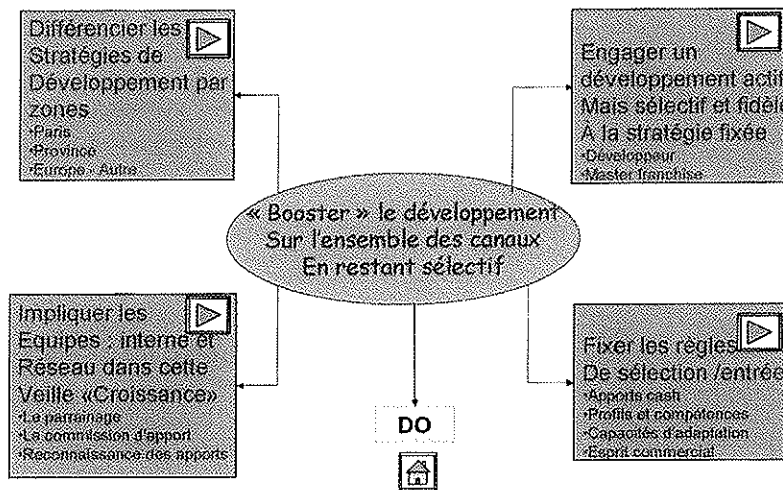 Différencier les
Stratégies de
Développement par
zones
•Paris
•Province
•Europe - Autre
Engager un
développement actif
Mais sélectif et fidèle
A la stratégie fixée
•Développeur
•Master franchise
« Booster » le développement
Sur l'ensemble des canaux
En restant sélectif
Impliquer les
Equipes ; interne et
Réseau dans cette
Veille «Croissance»
•Le parrainage
•La commission d'apport
•Reconnaissance des apports
Fixer les règles
De sélection /entrée
•Apports cash
•Profils et compétences
•Capacités d'adaptation
•Esprit commercial
DO